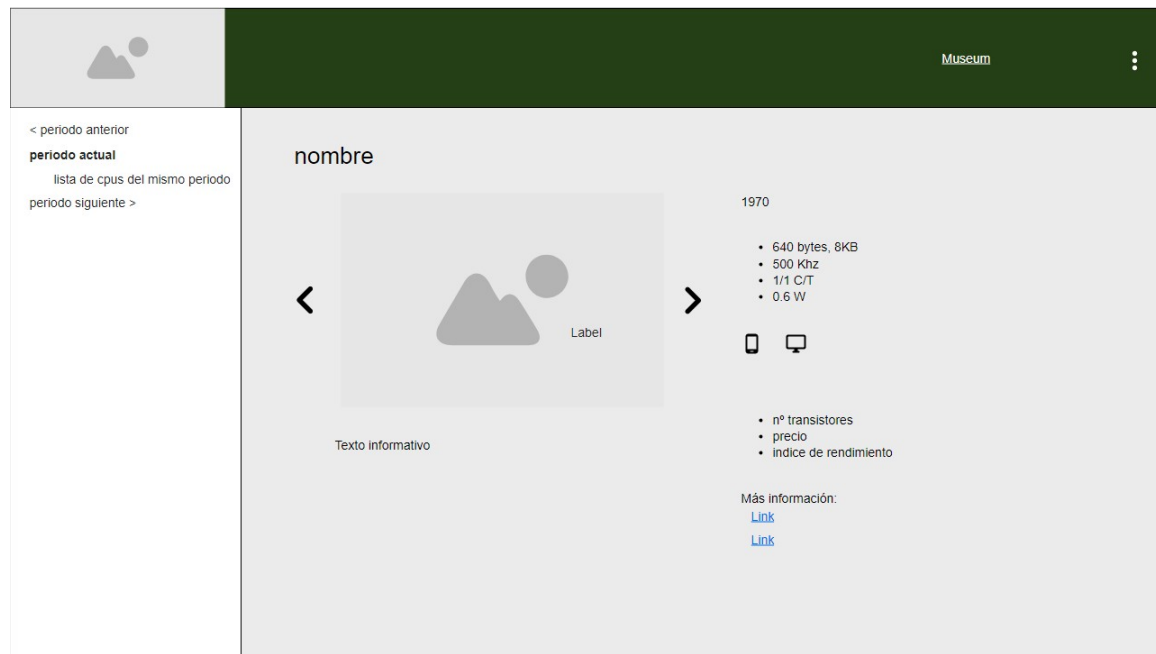 Museum
< periodo anterior
periodo actual
lista de cpus del mismo periodo
periodo siguiente >
nombre
Label
Texto informativo
1970
• 640 bytes, 8KB
• 500 Khz
• 1/1 C/T
• 0.6 W
• nº transistores
• precio
• indice de rendimiento
Más información:
Link
Link